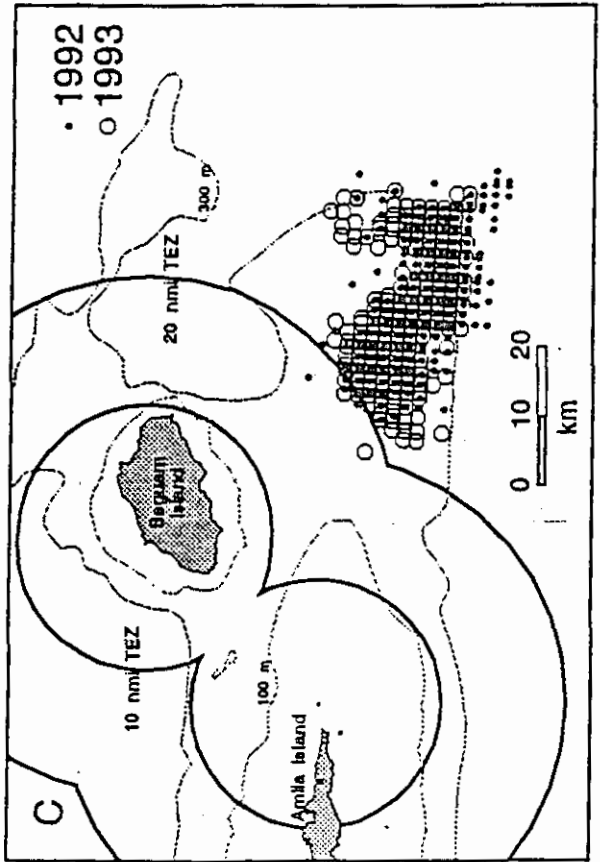 C
1992
1993
300 m
20 nmi TEZ
Seguam
Island
10 nmi TEZ
100 m
Amlia Island
0 10 20
km